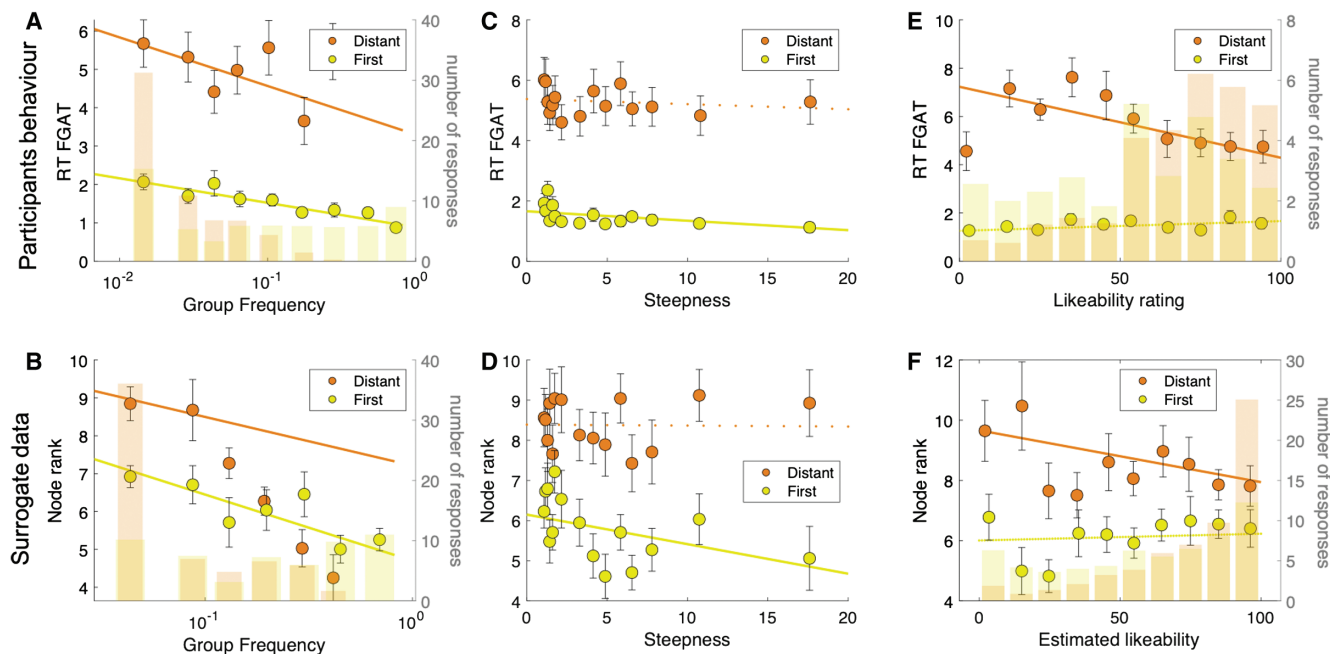 Participants behaviour
A
6
5
4
3
2
1
0
RT FGAT
Distant
First
40
30
20
10
0
number of responses
10-2
10-1
100
Group Frequency
C
8
6
4
2
0
RT FGAT
Distant
First
0
5
10
15
20
Steepness
E
10
8
6
4
2
0
RT FGAT
Distant
First
8
6
4
2
0
number of responses
0
50
100
Likeability rating
Surrogate data
B
10
9
8
7
6
5
4
Node rank
Distant
First
40
30
20
10
0
number of responses
10-1
100
Group Frequency
D
10
9
8
7
6
5
4
Node rank
Distant
First
0
5
10
15
20
Steepness
F
12
10
8
6
4
Node rank
Distant
First
30
25
20
15
10
5
0
number of responses
0
50
100
Estimated likeability